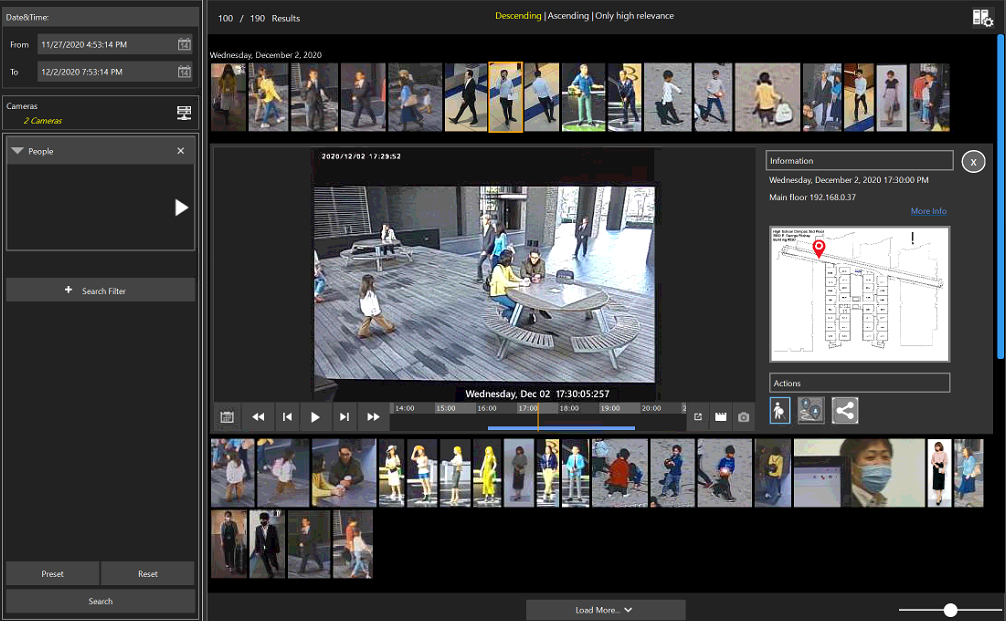 Date&Time:
From 11/27/2020 4:53:14 PM 14
To 12/2/2020 7:53:14 PM 14
Cameras
2 Cameras
People ×
+ Search Filter
Preset Reset
Search
100 / 190 Results
Descending | Ascending | Only high relevance
Wednesday, December 2, 2020
2020/12/02 17:29:52
Wednesday, Dec 02 17:30:05:257
14:00 15:00 16:00 17:00 18:00 19:00 20:00 2
Information X
Wednesday, December 2, 2020 17:30:00 PM
Main floor 192.168.0.37
More Info
!
Actions
Load More...